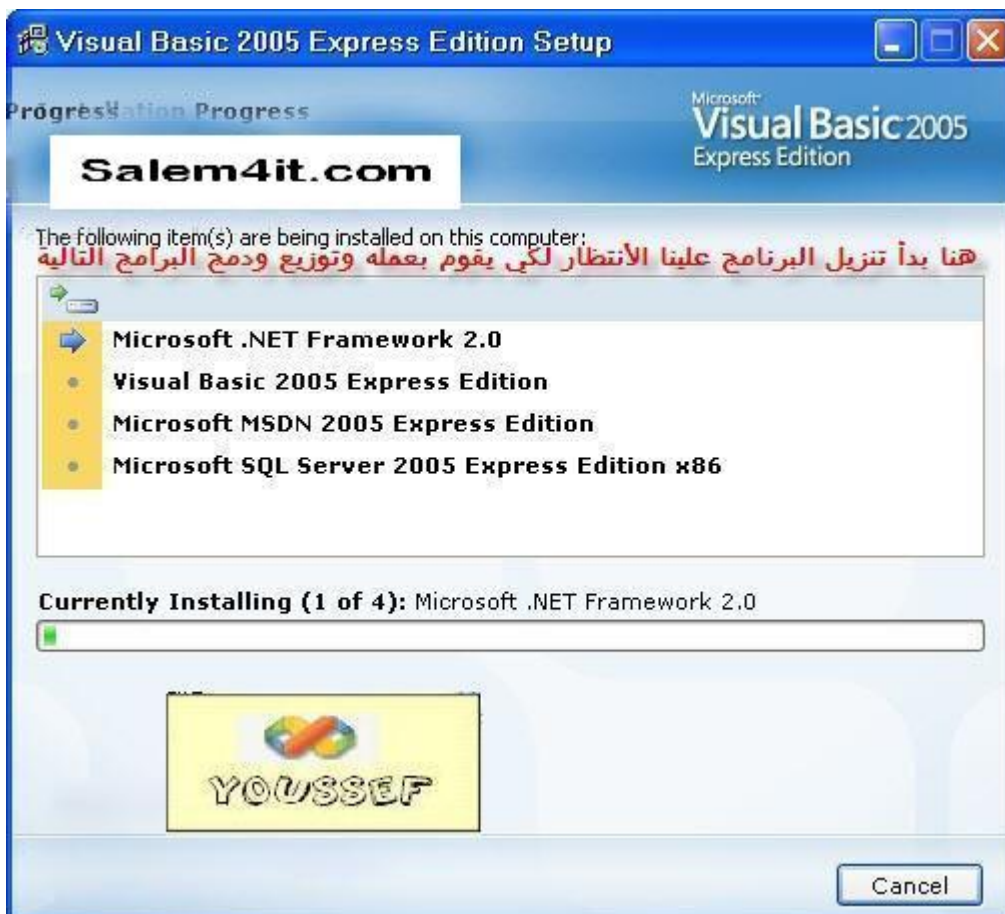 Visual Basic 2005 Express Edition Setup
Progress Progress
Microsoft
Visual Basic 2005
Express Edition
Salem4it.com
The following item(s) are being installed on this computer:
هنا بدأ تنزيل البرنامج علينا الأنتظار لكي يقوم بعمله وتوزيع ودمج البرامج التالية
Microsoft .NET Framework 2.0
Visual Basic 2005 Express Edition
Microsoft MSDN 2005 Express Edition
Microsoft SQL Server 2005 Express Edition x86
Currently Installing (1 of 4): Microsoft .NET Framework 2.0
YOUSSEF
Cancel